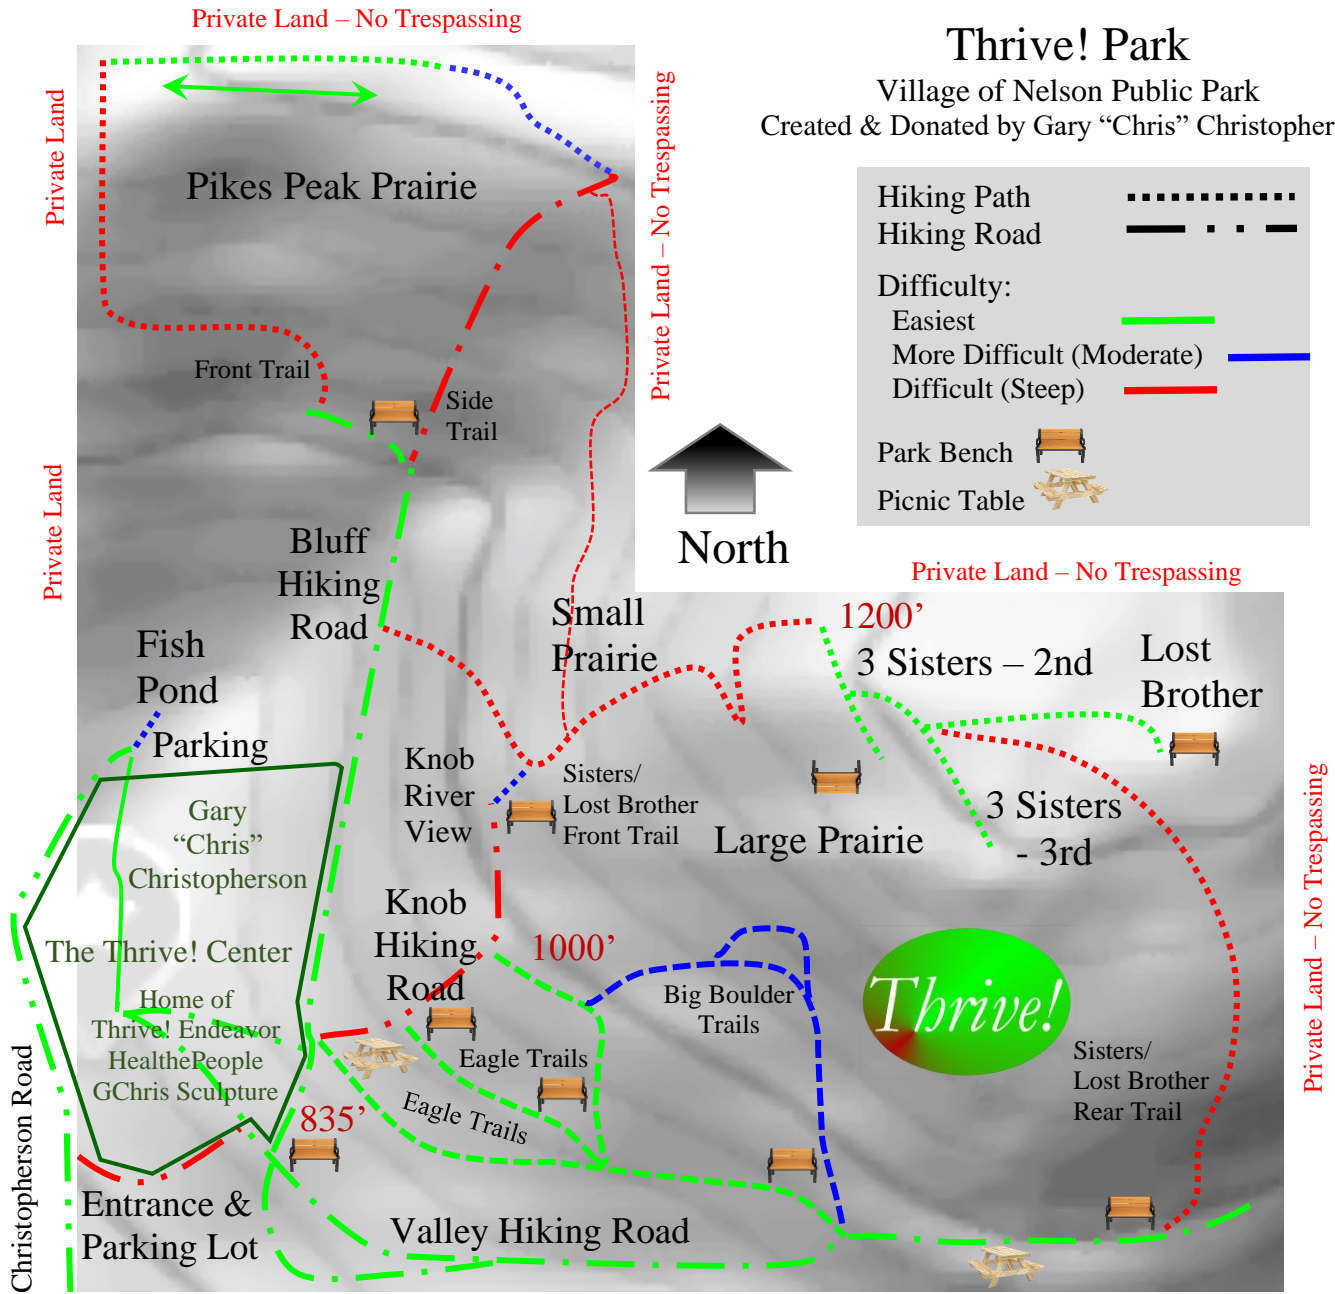 Private Land – No Trespassing
Thrive! Park
Village of Nelson Public Park
Created & Donated by Gary “Chris” Christopher
Private Land
Private Land – No Trespassing
Pikes Peak Prairie
Hiking Path
Hiking Road
Difficulty:
Easiest
More Difficult (Moderate)
Difficult (Steep)
Park Bench
Picnic Table
Front Trail
Side
Trail
North
Private Land
Bluff
Hiking
Road
Private Land – No Trespassing
Small
Prairie
1200’
3 Sisters – 2nd
Lost
Brother
Fish
Pond
Parking
Knob
River
View
Sisters/
Lost Brother
Front Trail
Large Prairie
3 Sisters
- 3rd
Private Land – No Trespassing
Gary
“Chris”
Christopherson
The Thrive! Center
Home of
Thrive! Endeavor
HealthePeople
GChris Sculpture
Knob
Hiking
Road
1000’
Big Boulder
Trails
Thrive!
Sisters/
Lost Brother
Rear Trail
Eagle Trails
Eagle Trails
835’
Christopherson Road
Entrance &
Parking Lot
Valley Hiking Road